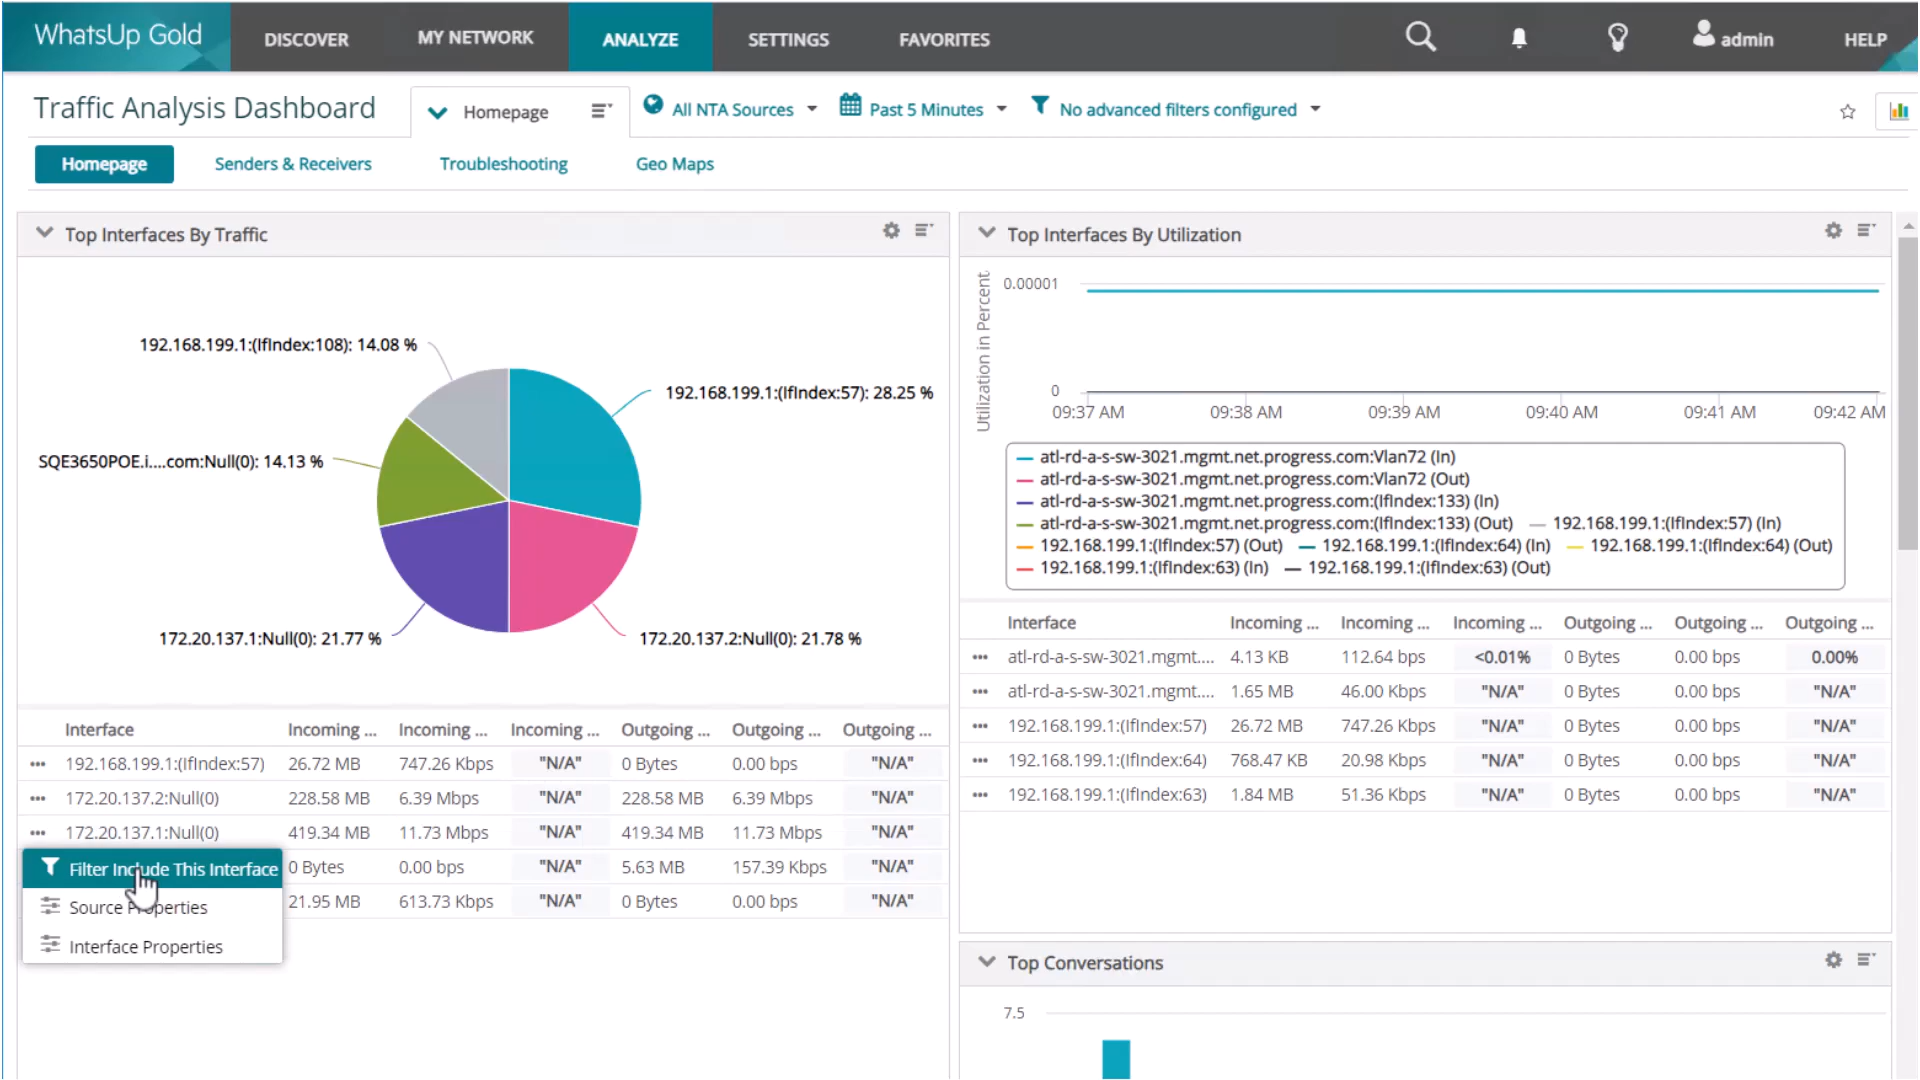 WhatsUp Gold
DISCOVER
MY NETWORK
ANALYZE
SETTINGS
FAVORITES
admin
HELP
Traffic Analysis Dashboard
Homepage
All NTA Sources
Past 5 Minutes
No advanced filters configured
Homepage
Senders & Receivers
Troubleshooting
Geo Maps
Top Interfaces By Traffic
192.168.199.1:(IfIndex:108): 14.08 %
192.168.199.1:(IfIndex:57): 28.25 %
SQE3650POE.i....com:Null(0): 14.13 %
172.20.137.1:Null(0): 21.77 %
172.20.137.2:Null(0): 21.78 %
Interface Incoming ... Incoming ... Incoming ... Outgoing ... Outgoing ... Outgoing ...
192.168.199.1:(IfIndex:57) 26.72 MB 747.26 Kbps "N/A" 0 Bytes 0.00 bps "N/A"
172.20.137.2:Null(0) 228.58 MB 6.39 Mbps "N/A" 228.58 MB 6.39 Mbps "N/A"
172.20.137.1:Null(0) 419.34 MB 11.73 Mbps "N/A" 419.34 MB 11.73 Mbps "N/A"
Filter Include This Interface 0 Bytes 0.00 bps "N/A" 5.63 MB 157.39 Kbps "N/A"
Source Properties 21.95 MB 613.73 Kbps "N/A" 0 Bytes 0.00 bps "N/A"
Interface Properties
Top Interfaces By Utilization
Utilization in Percent
0.00001
0
09:37 AM 09:38 AM 09:39 AM 09:40 AM 09:41 AM 09:42 AM
atl-rd-a-s-sw-3021.mgmt.net.progress.com:Vlan72 (In)
atl-rd-a-s-sw-3021.mgmt.net.progress.com:Vlan72 (Out)
atl-rd-a-s-sw-3021.mgmt.net.progress.com:(IfIndex:133) (In)
atl-rd-a-s-sw-3021.mgmt.net.progress.com:(IfIndex:133) (Out) 192.168.199.1:(IfIndex:57) (In)
192.168.199.1:(IfIndex:57) (Out) 192.168.199.1:(IfIndex:64) (In) 192.168.199.1:(IfIndex:64) (Out)
192.168.199.1:(IfIndex:63) (In) 192.168.199.1:(IfIndex:63) (Out)
Interface Incoming ... Incoming ... Incoming ... Outgoing ... Outgoing ... Outgoing ...
atl-rd-a-s-sw-3021.mgmt.... 4.13 KB 112.64 bps <0.01% 0 Bytes 0.00 bps 0.00%
atl-rd-a-s-sw-3021.mgmt.... 1.65 MB 46.00 Kbps "N/A" 0 Bytes 0.00 bps "N/A"
192.168.199.1:(IfIndex:57) 26.72 MB 747.26 Kbps "N/A" 0 Bytes 0.00 bps "N/A"
192.168.199.1:(IfIndex:64) 768.47 KB 20.98 Kbps "N/A" 0 Bytes 0.00 bps "N/A"
192.168.199.1:(IfIndex:63) 1.84 MB 51.36 Kbps "N/A" 0 Bytes 0.00 bps "N/A"
Top Conversations
7.5